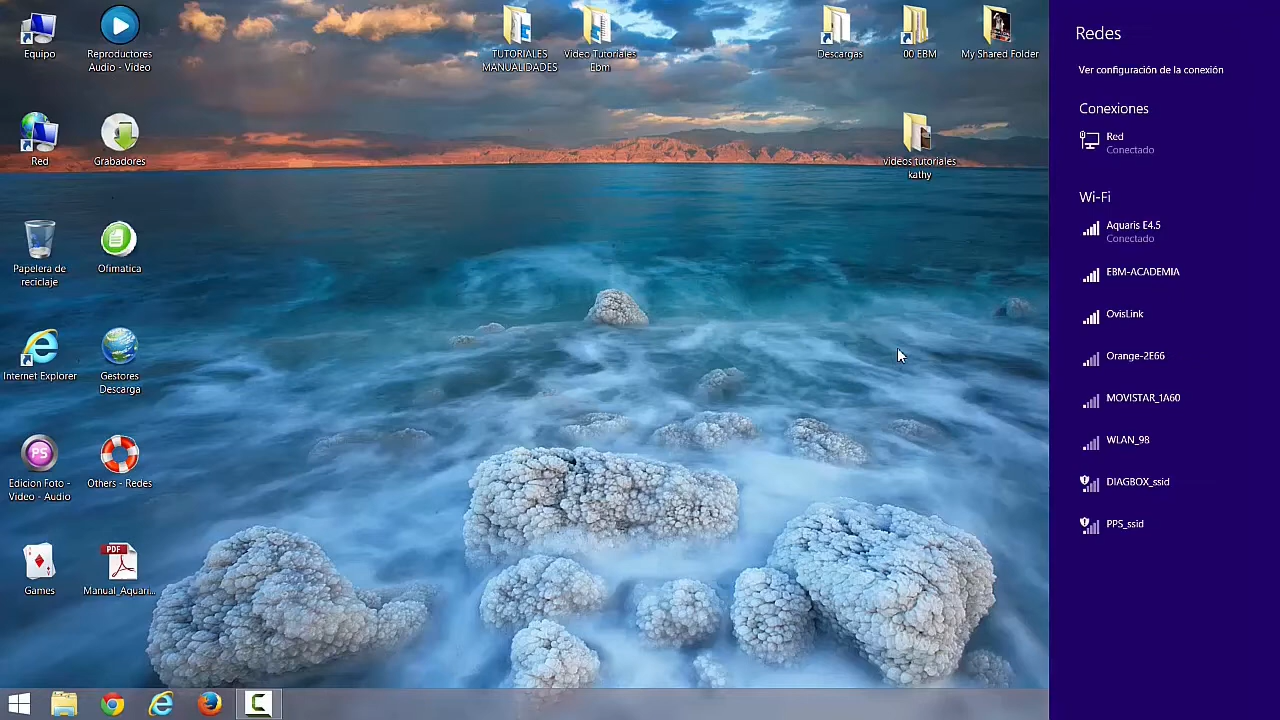 Equipo
Reproductores
Audio - Video
TUTORIALES
MANUALIDADES
Video Tutoriales
Ebm
Descargas
00 EBM
My Shared Folder
Red
Grabadores
videos tutoriales
kathy
Papelera de
reciclaje
Ofimatica
Internet Explorer
Gestores
Descarga
PS
Edicion Foto -
Video - Audio
Others - Redes
Games
PDF
Manual_Aquari...
Redes
Ver configuración de la conexión
Conexiones
Red
Conectado
Wi-Fi
Aquaris E4.5
Conectado
EBM-ACADEMIA
OvisLink
Orange-2E66
MOVISTAR_1A60
WLAN_98
DIAGBOX_ssid
PPS_ssid